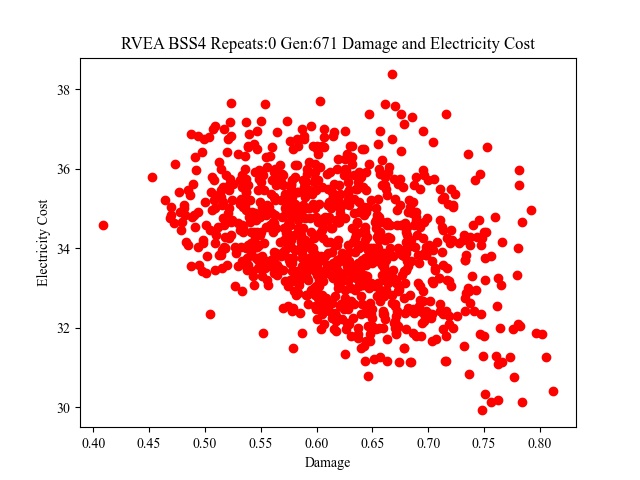 RVEA BSS4 Repeats:0 Gen:671 Damage and Electricity Cost
38
36
34
32
30
Electricity Cost
0.40 0.45 0.50 0.55 0.60 0.65 0.70 0.75 0.80
Damage